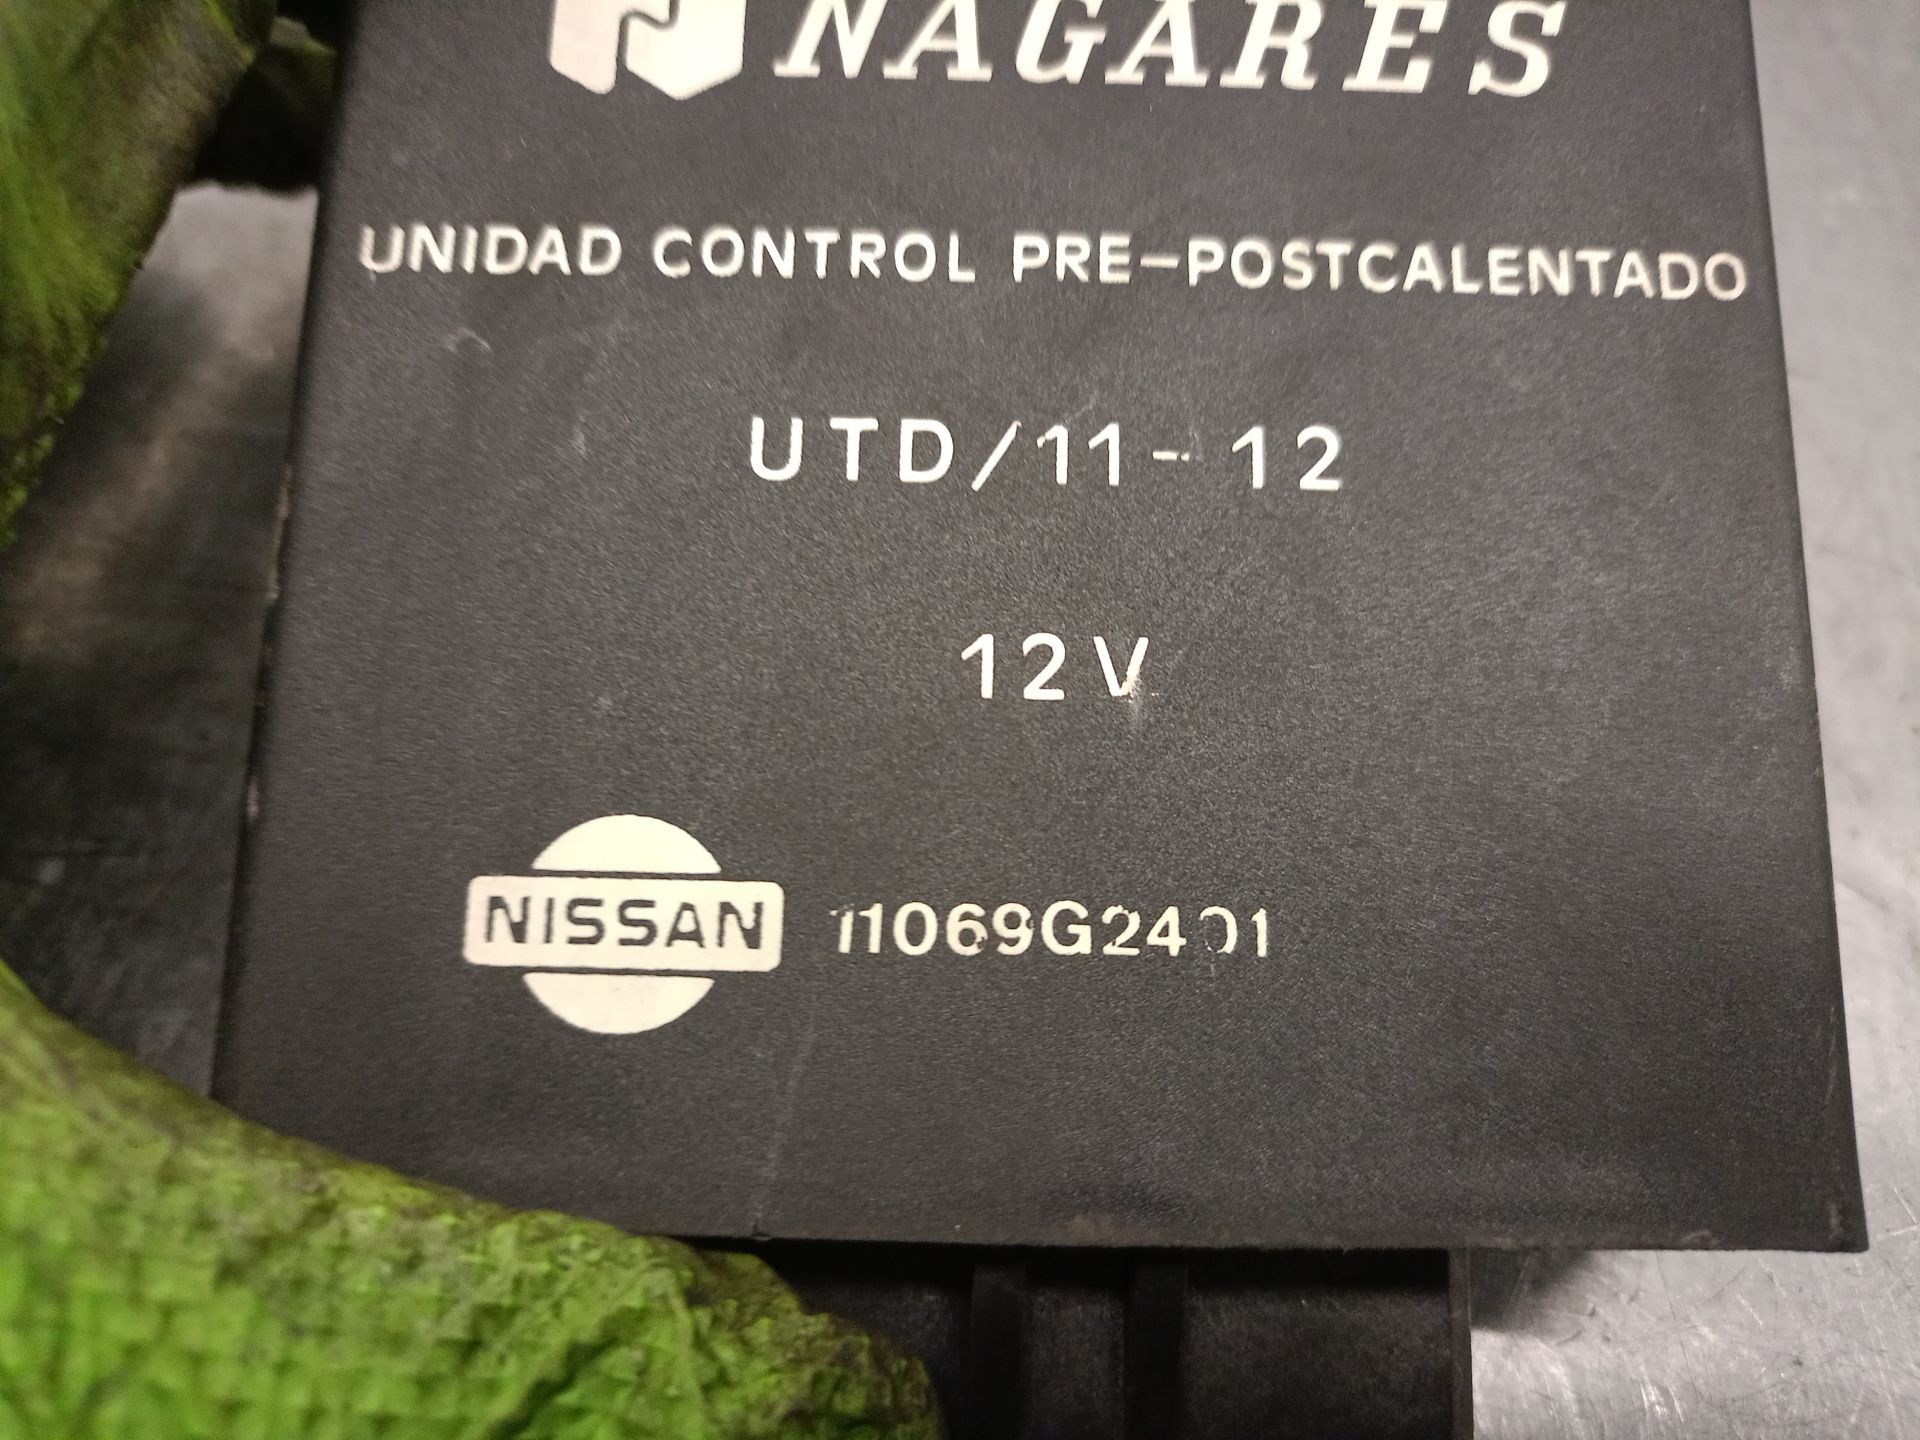 NAGARES
UNIDAD CONTROL PRE-POSTCALENTADO
UTD/11-12
12V
NISSAN 11069G2401